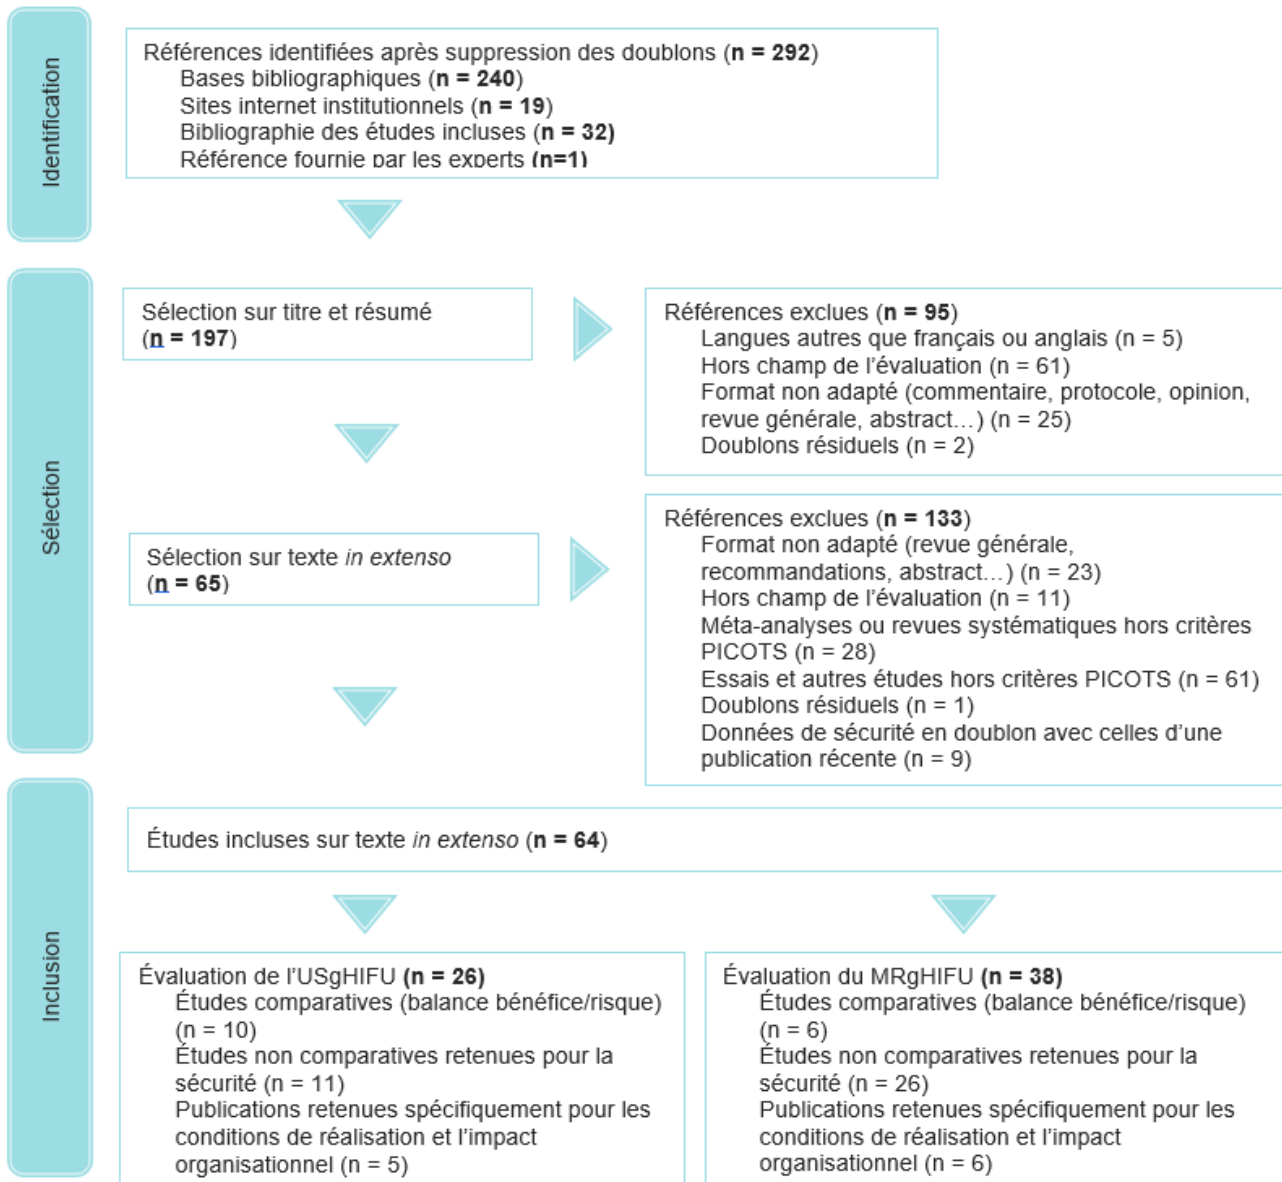 Identification
Références identifiées après suppression des doublons (n = 292)
Bases bibliographiques (n = 240)
Sites internet institutionnels (n = 19)
Bibliographie des études incluses (n = 32)
Référence fournie par les experts (n=1)
Sélection
Sélection sur titre et résumé
(n = 197)
Références exclues (n = 95)
Langues autres que français ou anglais (n = 5)
Hors champ de l’évaluation (n = 61)
Format non adapté (commentaire, protocole, opinion,
revue générale, abstract…) (n = 25)
Doublons résiduels (n = 2)
Sélection sur texte in extenso
(n = 65)
Références exclues (n = 133)
Format non adapté (revue générale,
recommandations, abstract…) (n = 23)
Hors champ de l’évaluation (n = 11)
Méta-analyses ou revues systématiques hors critères
PICOTS (n = 28)
Essais et autres études hors critères PICOTS (n = 61)
Doublons résiduels (n = 1)
Données de sécurité en doublon avec celles d’une
publication récente (n = 9)
Inclusion
Études incluses sur texte in extenso (n = 64)
Évaluation de l’USgHIFU (n = 26)
Études comparatives (balance bénéfice/risque)
(n = 10)
Études non comparatives retenues pour la
sécurité (n = 11)
Publications retenues spécifiquement pour les
conditions de réalisation et l’impact
organisationnel (n = 5)
Évaluation du MRgHIFU (n = 38)
Études comparatives (balance bénéfice/risque)
(n = 6)
Études non comparatives retenues pour la
sécurité (n = 26)
Publications retenues spécifiquement pour les
conditions de réalisation et l’impact
organisationnel (n = 6)